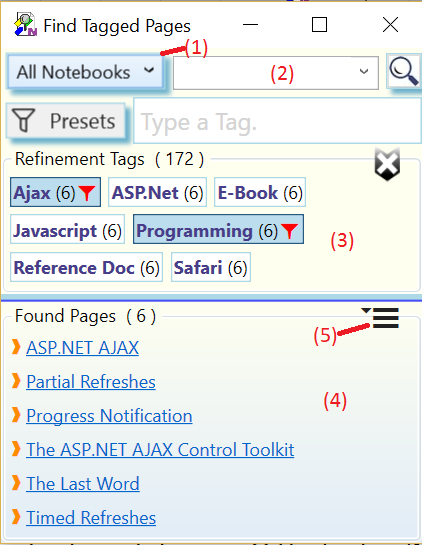 Find Tagged Pages
(1)
All Notebooks
(2)
Presets
Type a Tag.
Refinement Tags ( 172 )
Ajax (6) ASP.Net (6) E-Book (6)
Javascript (6) Programming (6)
(3)
Reference Doc (6) Safari (6)
Found Pages ( 6 )
(5)
ASP.NET AJAX
Partial Refreshes
(4)
Progress Notification
The ASP.NET AJAX Control Toolkit
The Last Word
Timed Refreshes